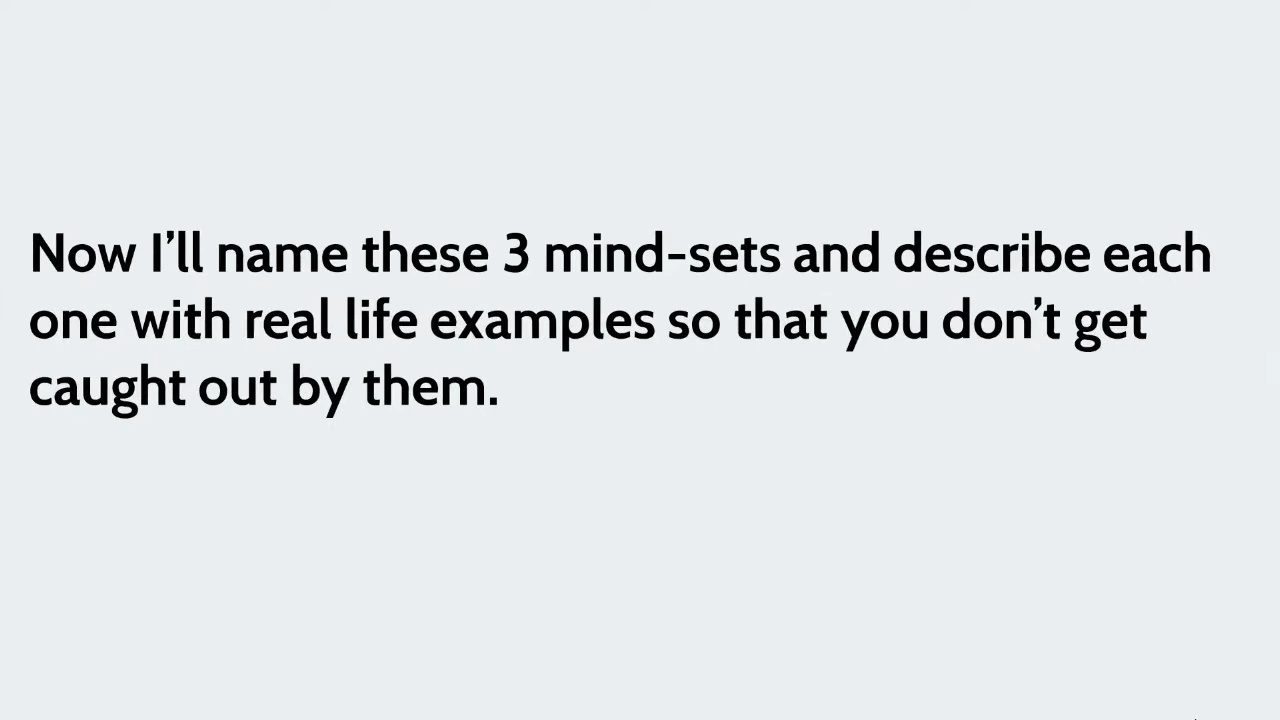 Now I’ll name these 3 mind-sets and describe each
one with real life examples so that you don’t get
caught out by them.